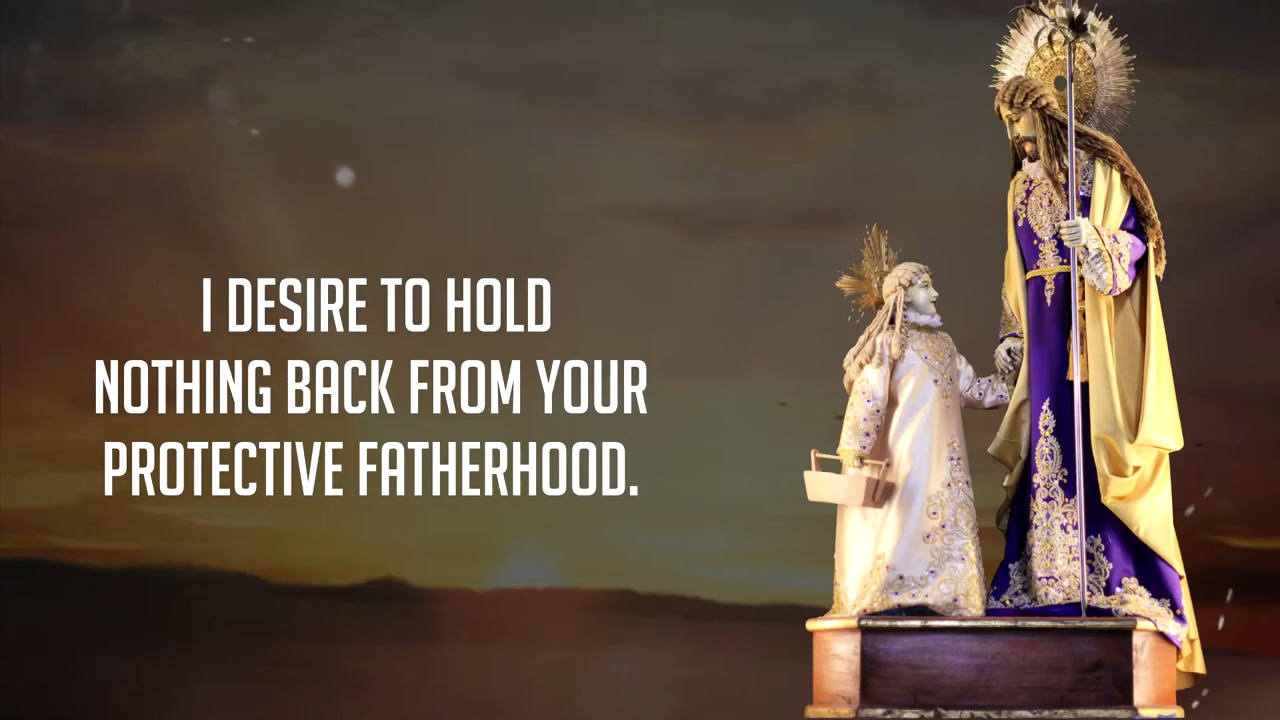 I DESIRE TO HOLD
NOTHING BACK FROM YOUR
PROTECTIVE FATHERHOOD.